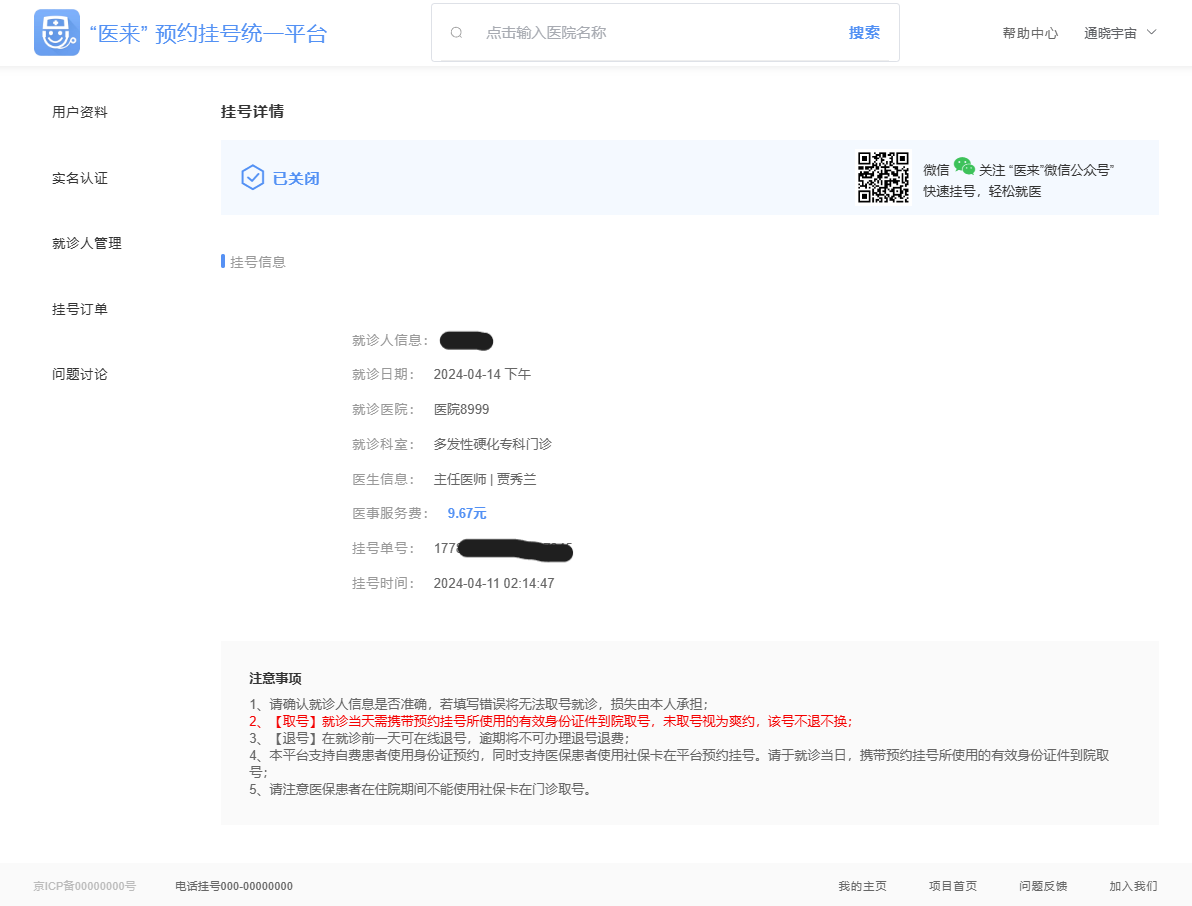 “医来” 预约挂号统一平台
点击输入医院名称
搜索
帮助中心
通晓宇宙
用户资料
实名认证
就诊人管理
挂号订单
问题讨论
挂号详情
已关闭
微信 关注 “医来”微信公众号”
快速挂号，轻松就医
挂号信息
就诊人信息：
就诊日期： 2024-04-14 下午
就诊医院： 医院8999
就诊科室： 多发性硬化专科门诊
医生信息： 主任医师 | 贾秀兰
医事服务费： 9.67元
挂号单号： 177
挂号时间： 2024-04-11 02:14:47
注意事项
1、请确认就诊人信息是否准确，若填写错误将无法取号就诊，损失由本人承担；
2、【取号】就诊当天需携带预约挂号所使用的有效身份证件到院取号，未取号视为爽约，该号不退不换；
3、【退号】在就诊前一天可在线退号，逾期将不可办理退号退费；
4、本平台支持自费患者使用身份证预约，同时支持医保患者使用社保卡在平台预约挂号。请于就诊当日，携带预约挂号所使用的有效身份证件到院取
号；
5、请注意医保患者在住院期间不能使用社保卡在门诊取号。
京ICP备00000000号
电话挂号000-00000000
我的主页
项目首页
问题反馈
加入我们